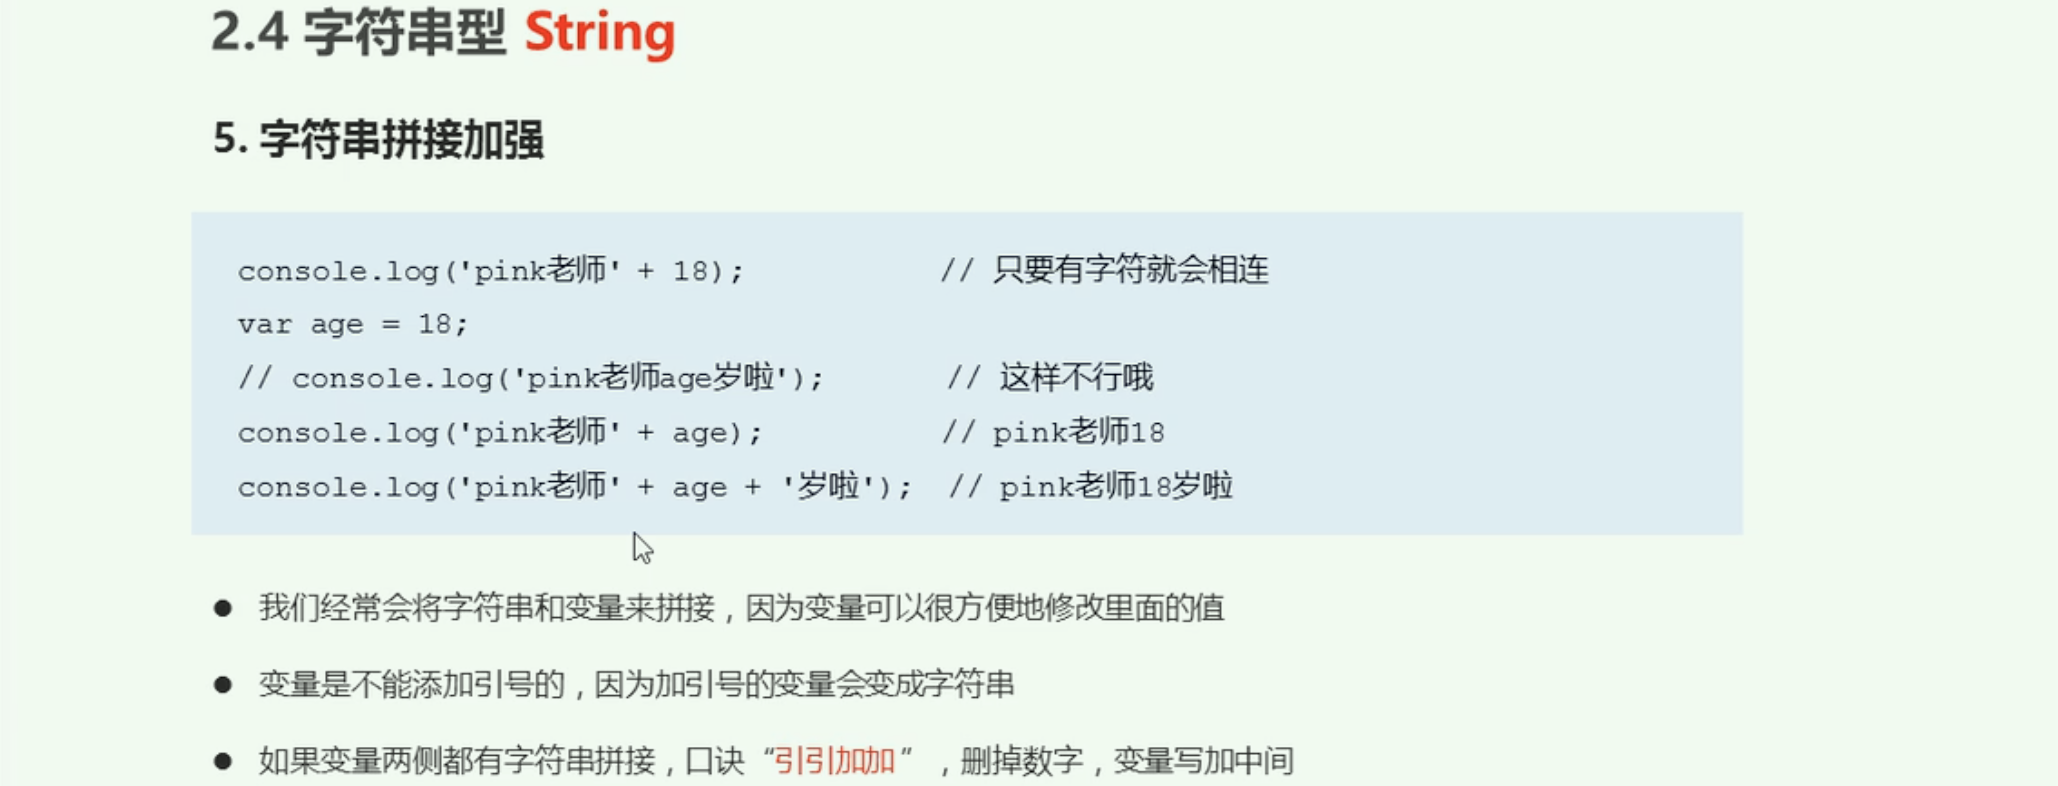 2.4 字符串型 String
5. 字符串拼接加强
console.log('pink老师' + 18); // 只要有字符就会相连
var age = 18;
// console.log('pink老师age岁啦'); // 这样不行哦
console.log('pink老师' + age); // pink老师18
console.log('pink老师' + age + '岁啦'); // pink老师18岁啦
● 我们经常会将字符串和变量来拼接，因为变量可以很方便地修改里面的值
● 变量是不能添加引号的，因为加引号的变量会变成字符串
● 如果变量两侧都有字符串拼接，口诀“引引加加”，删掉数字，变量写加中间